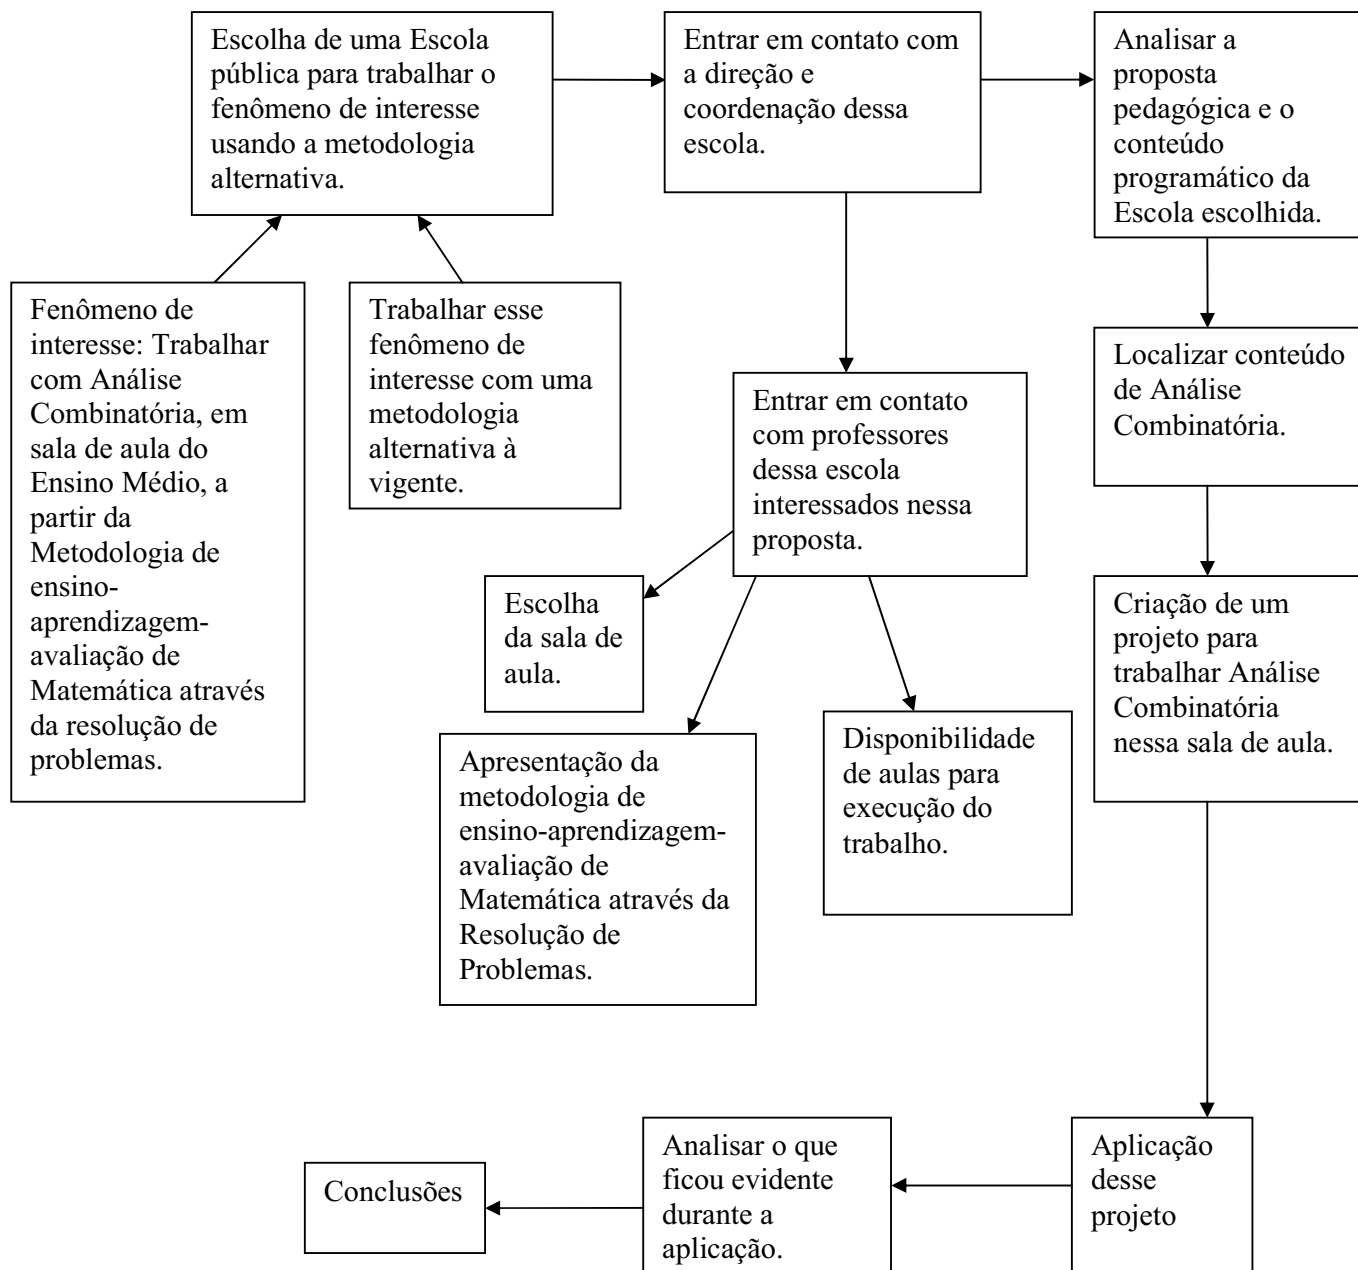 Escolha de uma Escola
pública para trabalhar o
fenômeno de interesse
usando a metodologia
alternativa.
Entrar em contato com
a direção e
coordenação dessa
escola.
Analisar a
proposta
pedagógica e o
conteúdo
programático da
Escola escolhida.
Fenômeno de
interesse: Trabalhar
com Análise
Combinatória, em
sala de aula do
Ensino Médio, a
partir da
Metodologia de
ensino-
aprendizagem-
avaliação de
Matemática através
da resolução de
problemas.
Trabalhar esse
fenômeno de
interesse com uma
metodologia
alternativa à
vigente.
Entrar em contato
com professores
dessa escola
interessados nessa
proposta.
Localizar conteúdo
de Análise
Combinatória.
Escolha
da sala de
aula.
Apresentação da
metodologia de
ensino-aprendizagem-
avaliação de
Matemática através da
Resolução de
Problemas.
Disponibilidade
de aulas para
execução do
trabalho.
Criação de um
projeto para
trabalhar Análise
Combinatória
nessa sala de aula.
Aplicação
desse
projeto
Analisar o que
ficou evidente
durante a
aplicação.
Conclusões